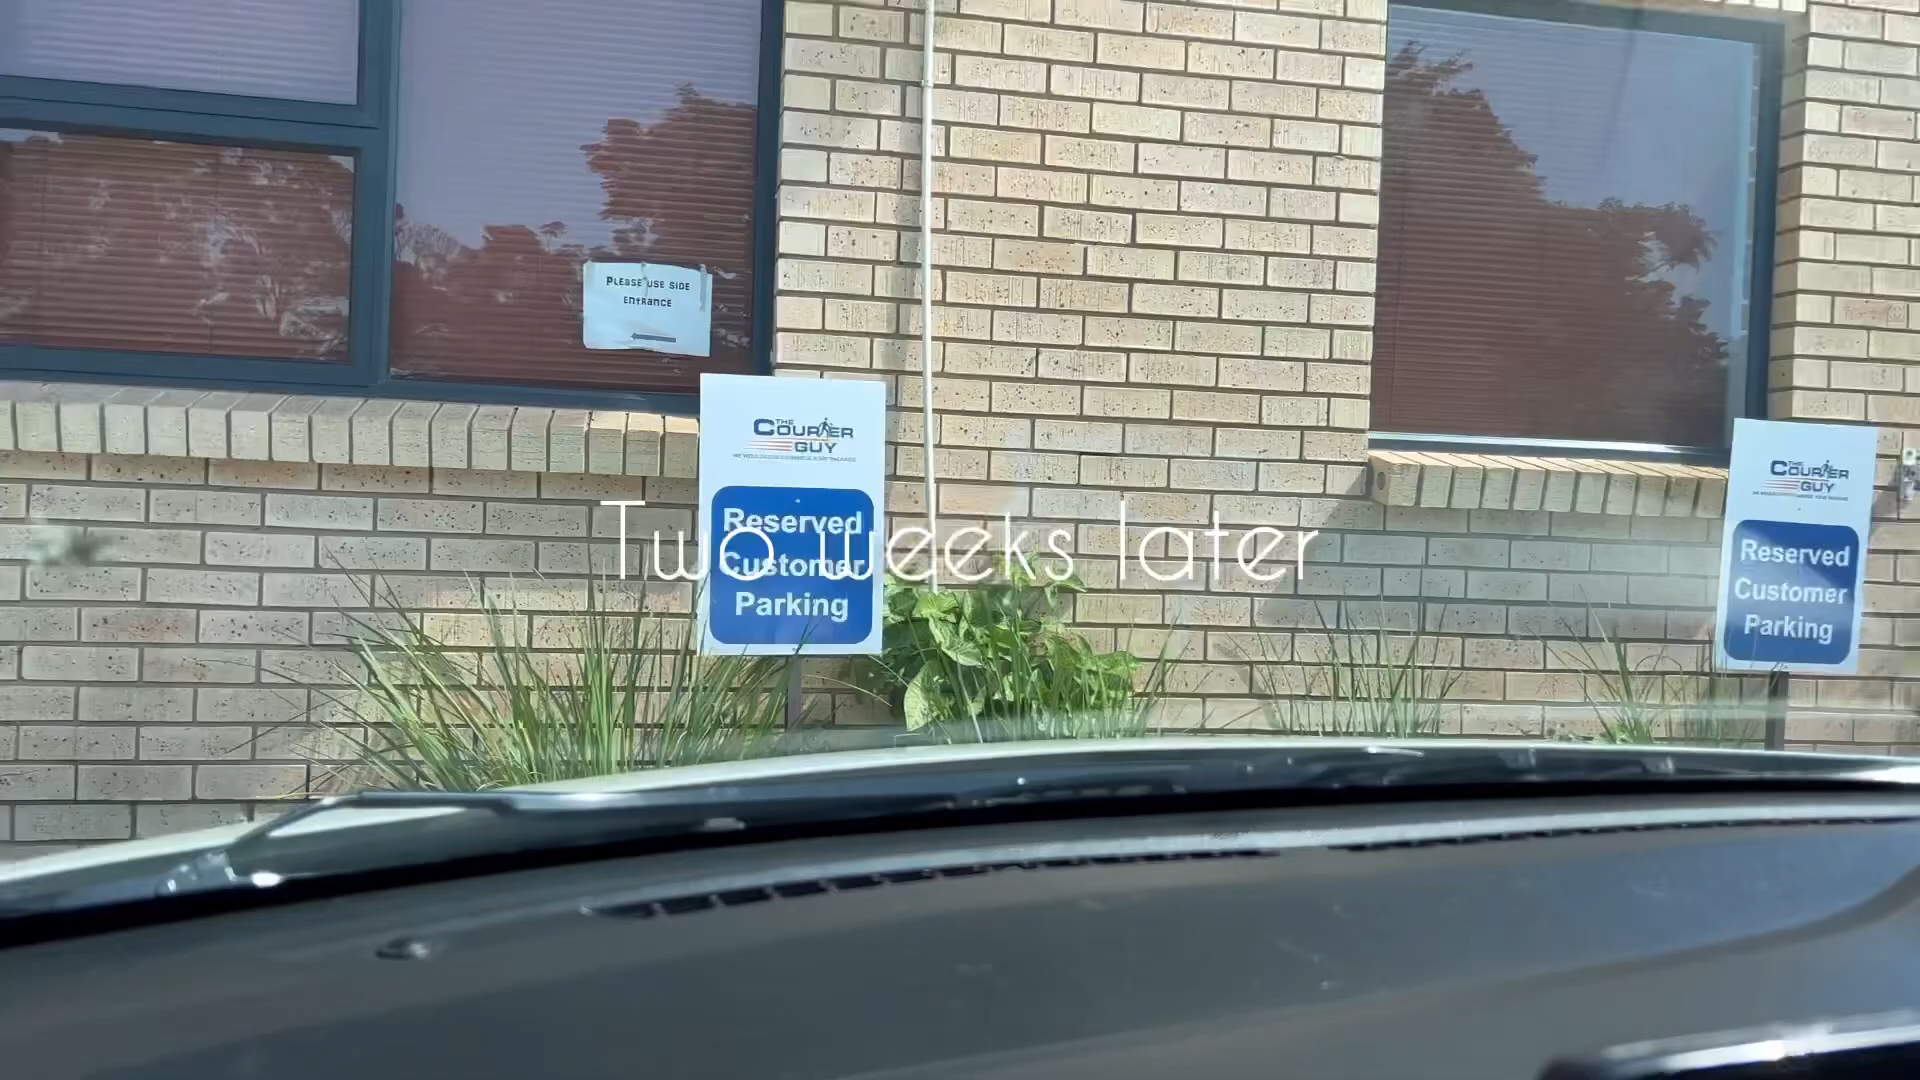 PLEASE USE SIDE
ENTRANCE
THE
COURIER
GUY
Reserved
Customer
Parking
Two weeks later
THE
COURIER
GUY
Reserved
Customer
Parking